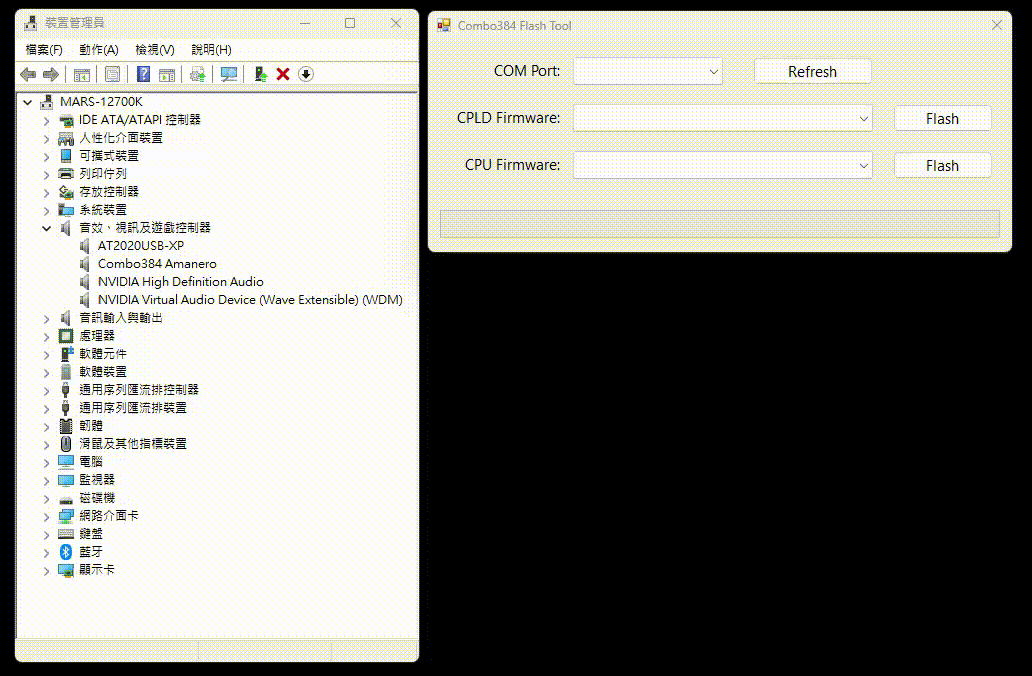 裝置管理員
檔案(F) 動作(A) 檢視(V) 說明(H)
MARS-12700K
IDE ATA/ATAPI 控制器
人性化介面裝置
可攜式裝置
列印佇列
存放控制器
系統裝置
音效、視訊及遊戲控制器
AT2020USB-XP
Combo384 Amanero
NVIDIA High Definition Audio
NVIDIA Virtual Audio Device (Wave Extensible) (WDM)
音訊輸入與輸出
處理器
軟體元件
軟體裝置
通用序列匯流排控制器
通用序列匯流排裝置
韌體
滑鼠及其他指標裝置
電腦
監視器
磁碟機
網路介面卡
鍵盤
藍牙
顯示卡
Combo384 Flash Tool
COM Port: Refresh
CPLD Firmware: Flash
CPU Firmware: Flash